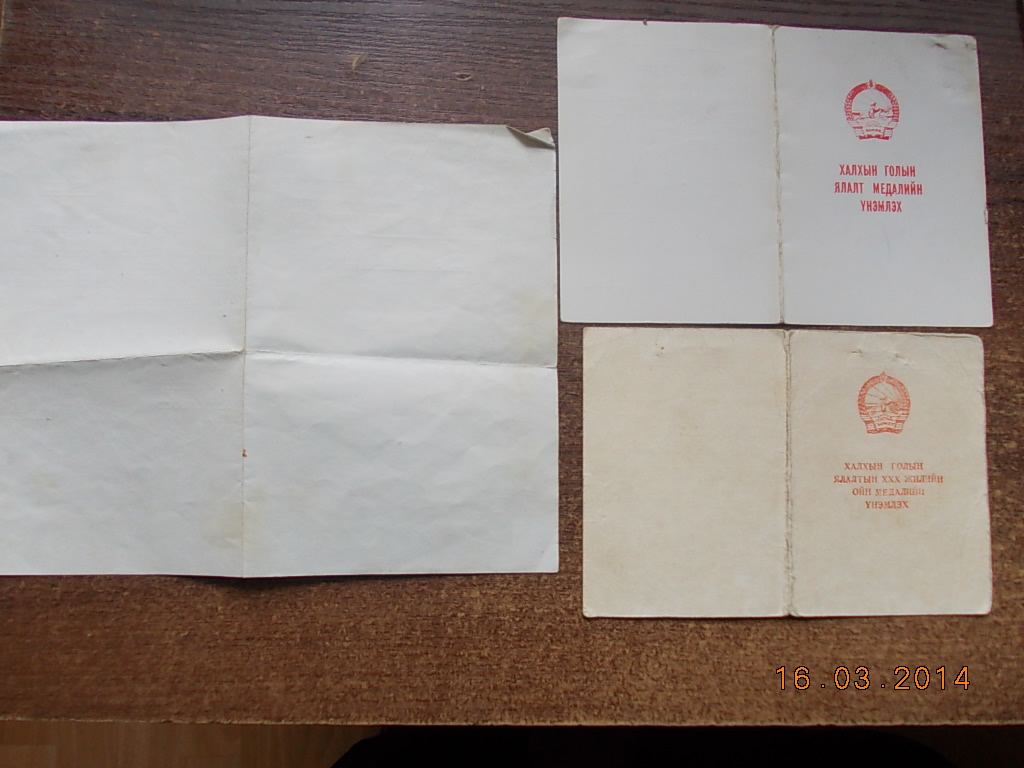 ХАЛХЫН ГОЛЫН
ЯЛАЛТ МЕДАЛИЙН
ҮНЭМЛЭХ
ХАЛХЫН ГОЛЫН
ЯЛАЛТЫН XXX ЖИЛИЙН
ОЙН МЕДАЛИЙН
ҮНЭМЛЭХ
16.03.2014